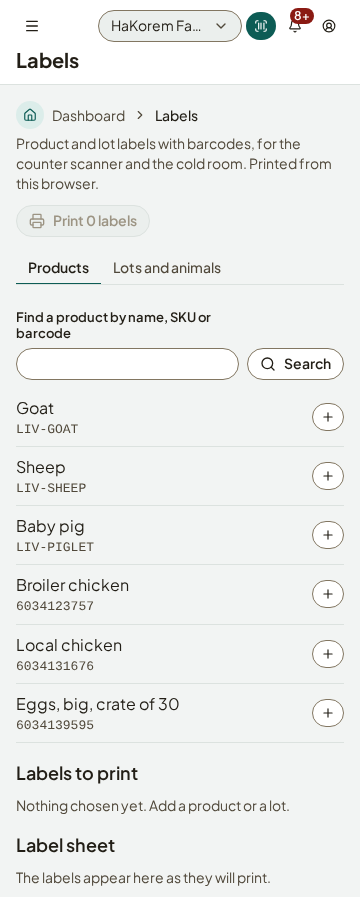 HaKorem Fa...
8+
Labels
Dashboard
Labels
Product and lot labels with barcodes, for the
counter scanner and the cold room. Printed from
this browser.
Print 0 labels
Products
Lots and animals
Find a product by name, SKU or
barcode
Search
Goat
LIV-GOAT
Sheep
LIV-SHEEP
Baby pig
LIV-PIGLET
Broiler chicken
6034123757
Local chicken
6034131676
Eggs, big, crate of 30
6034139595
Labels to print
Nothing chosen yet. Add a product or a lot.
Label sheet
The labels appear here as they will print.